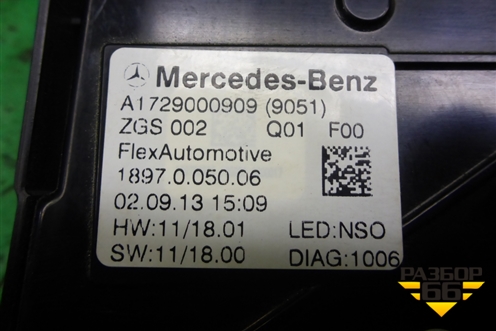 Mercedes-Benz
A1729000909 (9051)
ZGS 002 Q01 F00
FlexAutomotive
1897.0.050.06
02.09.13 15:09
HW:11/18.01 LED:NSO
SW:11/18.00 DIAG:1006
РАЗБОР
66